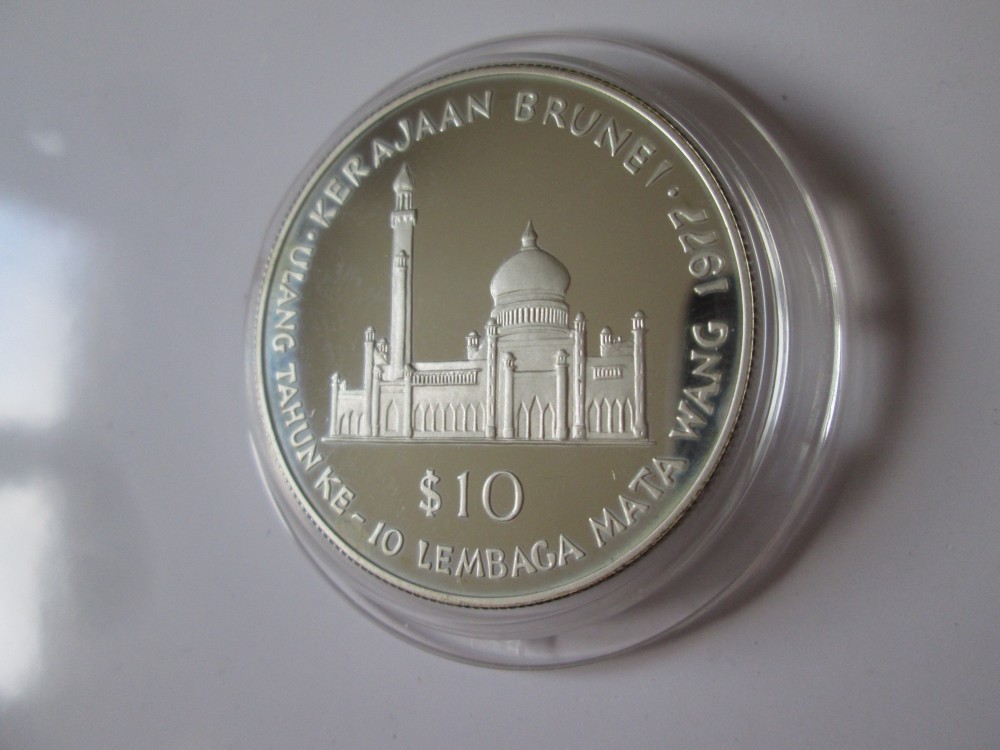 · KERAJAAN BRUNEI · 1977
ULANG TAHUN KE - 10 LEMBAGA MATA WANG
$10